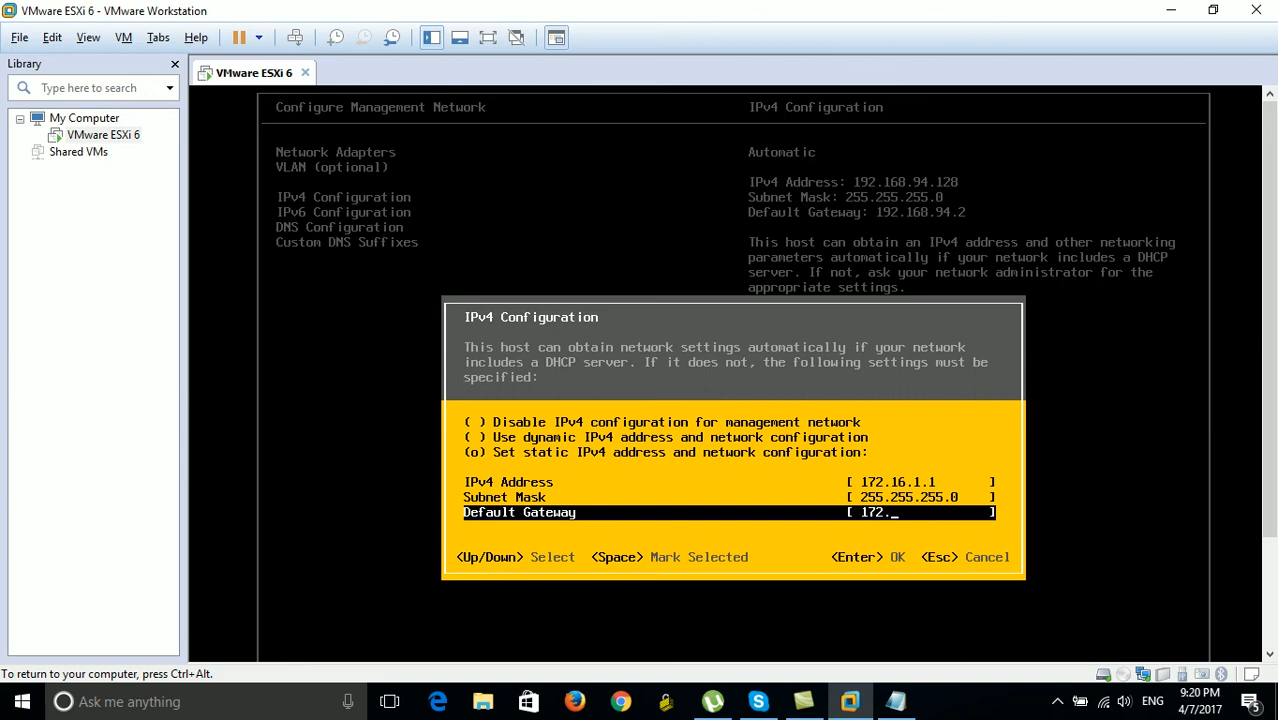 VMware ESXi 6 - VMware Workstation
File Edit View VM Tabs Help
Library
Type here to search
My Computer
VMware ESXi 6
Shared VMs
VMware ESXi 6
Configure Management Network
IPv4 Configuration
Network Adapters
VLAN (optional)
IPv4 Configuration
IPv6 Configuration
DNS Configuration
Custom DNS Suffixes
Automatic
IPv4 Address: 192.168.94.128
Subnet Mask: 255.255.255.0
Default Gateway: 192.168.94.2
This host can obtain an IPv4 address and other networking
parameters automatically if your network includes a DHCP
server. If not, ask your network administrator for the
appropriate settings.
IPv4 Configuration
This host can obtain network settings automatically if your network
includes a DHCP server. If it does not, the following settings must be
specified:
( ) Disable IPv4 configuration for management network
( ) Use dynamic IPv4 address and network configuration
(o) Set static IPv4 address and network configuration:
IPv4 Address [ 172.16.1.1 ]
Subnet Mask [ 255.255.255.0 ]
Default Gateway [ 172._ ]
<Up/Down> Select <Space> Mark Selected <Enter> OK <Esc> Cancel
To return to your computer, press Ctrl+Alt.
Ask me anything
ENG
9:20 PM
4/7/2017
5